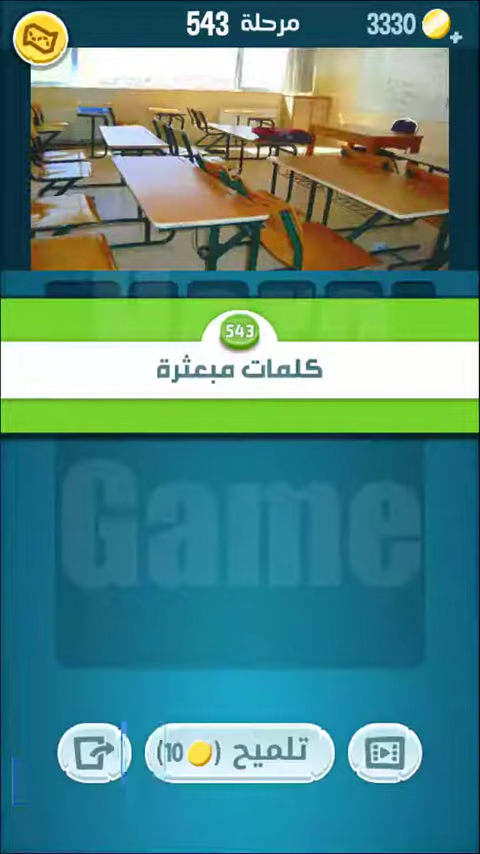 مرحلة 543
3330
543
كلمات مبعثرة
Game
تلميح (10)